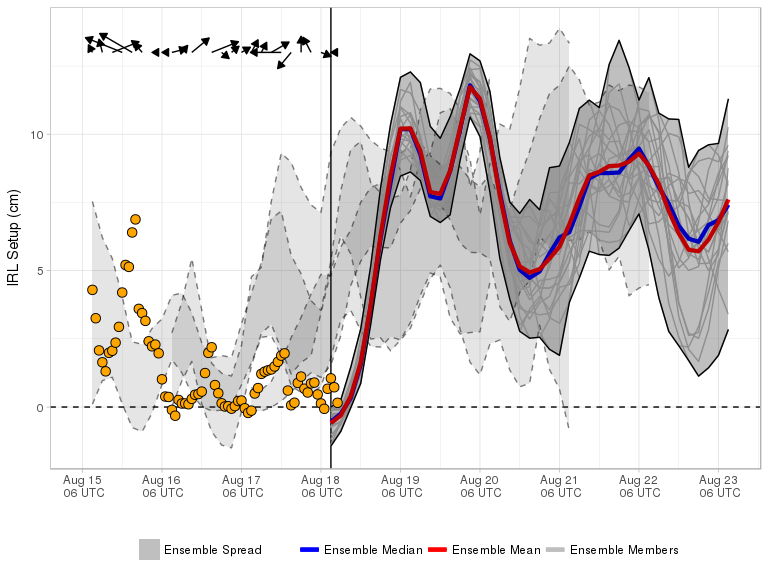 IRL Setup (cm)
10
5
0
Aug 15 Aug 16 Aug 17 Aug 18 Aug 19 Aug 20 Aug 21 Aug 22 Aug 23
06 UTC 06 UTC 06 UTC 06 UTC 06 UTC 06 UTC 06 UTC 06 UTC 06 UTC
Ensemble Spread Ensemble Median Ensemble Mean Ensemble Members